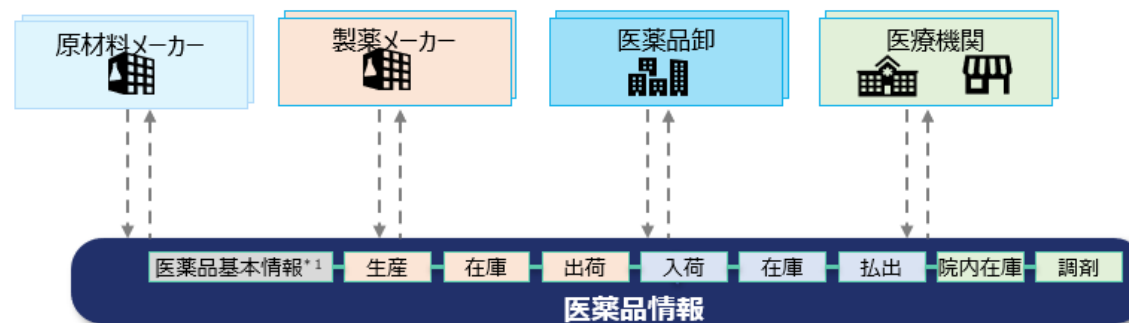 原材料メーカー
製薬メーカー
医薬品卸
医療機関
医薬品基本情報*1
生産
在庫
出荷
入荷
在庫
払出
院内在庫
調剤
医薬品情報